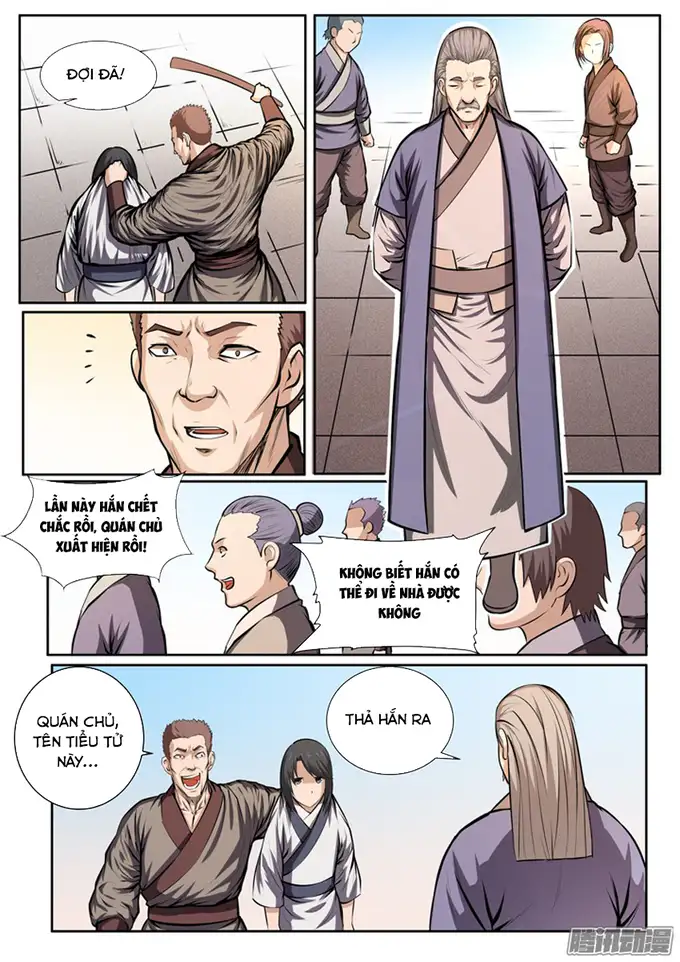 ĐỢI ĐÃ!
LẦN NÀY HẮN CHẾT
CHẮC RỒI, QUÁN CHỦ
XUẤT HIỆN RỒI!
KHÔNG BIẾT HẮN CÓ
THỂ ĐI VỀ NHÀ ĐƯỢC
KHÔNG
QUÁN CHỦ,
TÊN TIỂU TỬ
NÀY...
THẢ HẮN RA
腾讯动漫